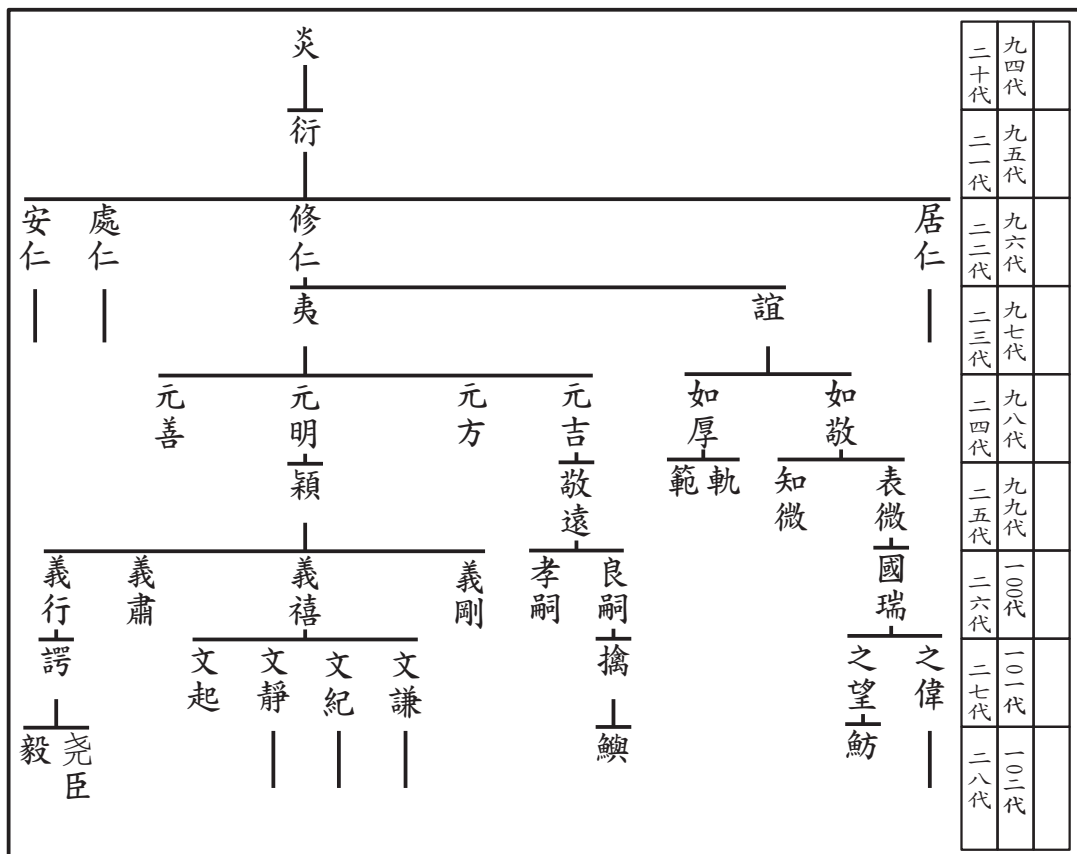 九四代
二十代
炎
九五代
二一代
衍
九六代
二二代
居仁
修仁
處仁
安仁
九七代
二三代
誼
夷
九八代
二四代
如敬
如厚
元吉
元方
元明
元善
九九代
二五代
表微
知微
軌
範
敬遠
穎
一〇〇代
二六代
國瑞
良嗣
孝嗣
義剛
義禧
義肅
義行
一〇一代
二七代
之偉
之望
擒
文謙
文紀
文靜
文起
諤
一〇二代
二八代
魴
鱮
尧臣
毅